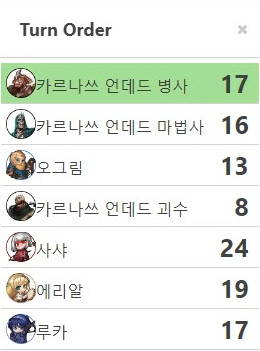 Turn Order ×
카르나쓰 언데드 병사 17
카르나쓰 언데드 마법사 16
오그림 13
카르나쓰 언데드 괴수 8
사샤 24
에리알 19
루카 17